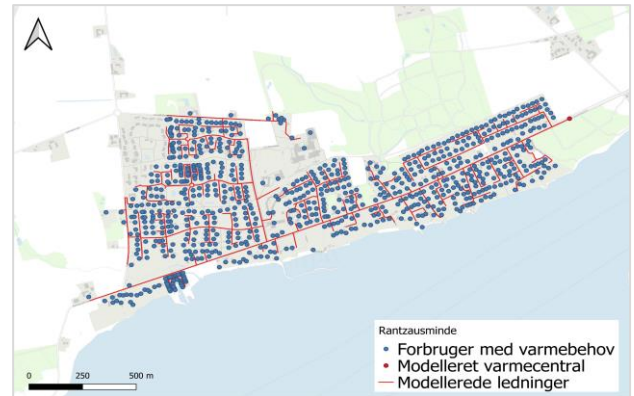 Rantzausminde
Forbruger med varmebehov
Modelleret varmecentral
Modellerede ledninger
0 250 500 m